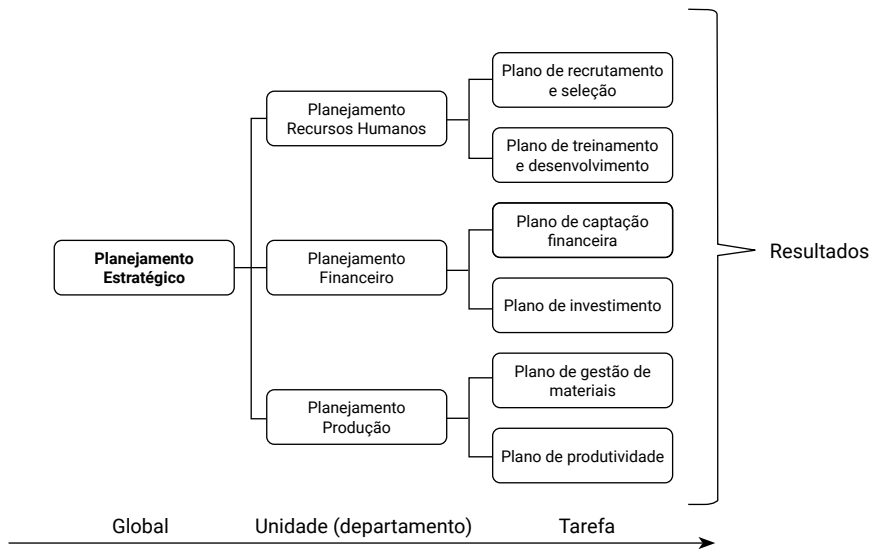 Planejamento
Estratégico
Planejamento
Recursos Humanos
Plano de recrutamento
e seleção
Plano de treinamento
e desenvolvimento
Planejamento
Financeiro
Plano de captação
financeira
Plano de investimento
Planejamento
Produção
Plano de gestão de
materiais
Plano de produtividade
Resultados
Global
Unidade (departamento)
Tarefa